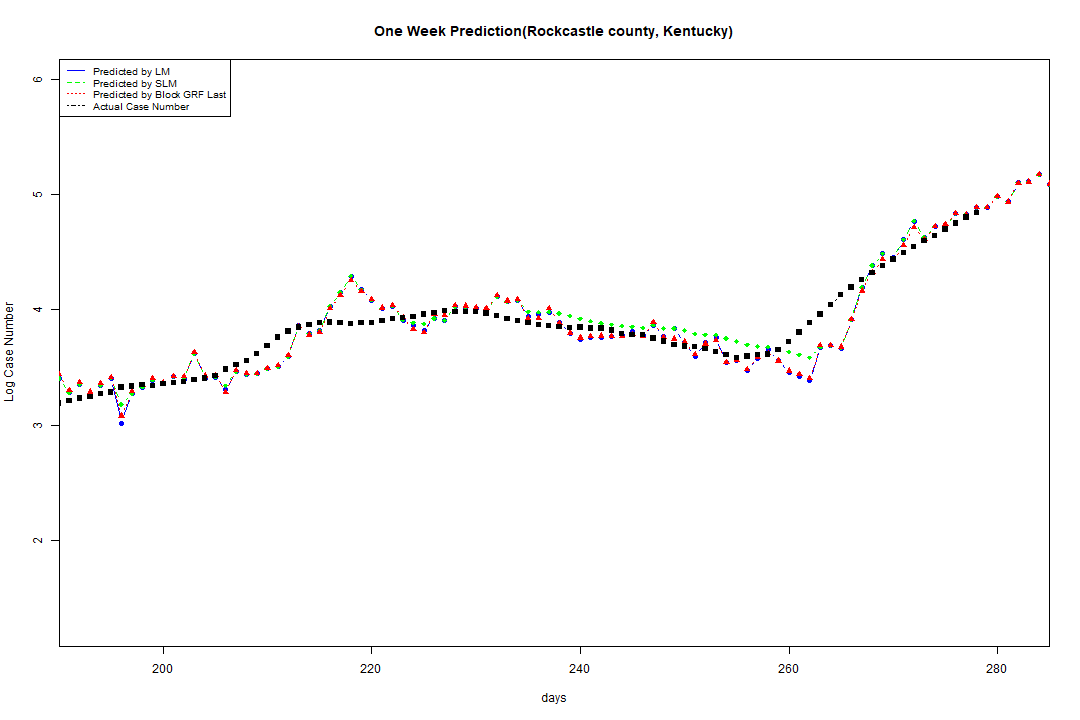 One Week Prediction(Rockcastle county, Kentucky)
Predicted by LM
Predicted by SLM
Predicted by Block GRF Last
Actual Case Number
6
5
4
3
2
Log Case Number
200
220
240
260
280
days